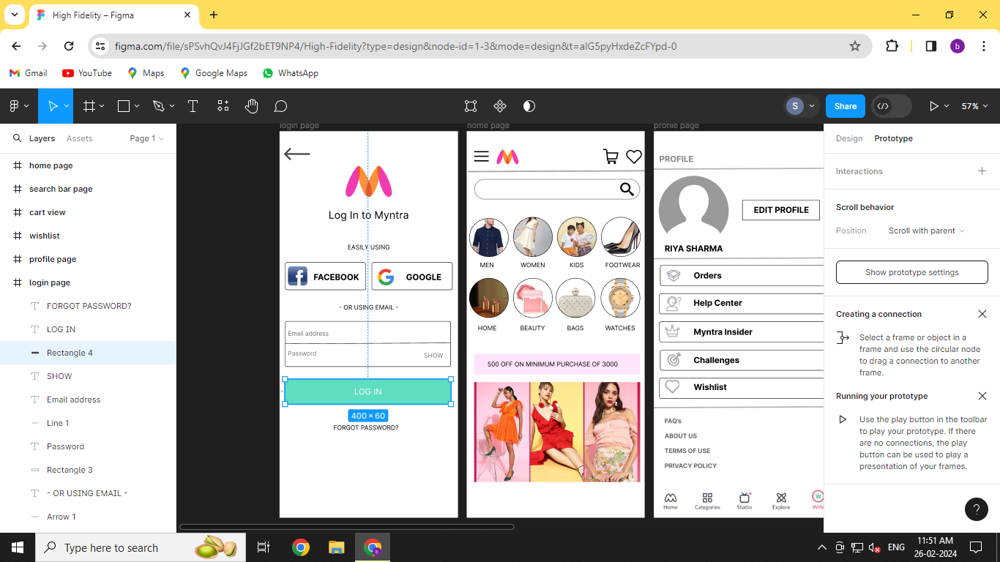 High Fidelity – Figma
figma.com/file/sPSvhQvJ4FjJGf2bET9NP4/High-Fidelity?type=design&node-id=1-3&mode=design&t=alG5pyHxdeZcFYpd-0
b
Gmail
YouTube
Maps
Google Maps
WhatsApp
S
Share
57%
Layers
Assets
Page 1
home page
search bar page
cart view
wishlist
profile page
login page
FORGOT PASSWORD?
LOG IN
Rectangle 4
SHOW
Email address
Line 1
Password
Rectangle 3
- OR USING EMAIL -
Arrow 1
login page
Log In to Myntra
EASILY USING
FACEBOOK
GOOGLE
- OR USING EMAIL -
Email address
Password
SHOW
LOG IN
400 × 60
FORGOT PASSWORD?
home page
MEN
WOMEN
KIDS
FOOTWEAR
HOME
BEAUTY
BAGS
WATCHES
500 OFF ON MINIMUM PURCHASE OF 3000
profile page
PROFILE
EDIT PROFILE
RIYA SHARMA
Orders
Help Center
Myntra Insider
Challenges
Wishlist
FAQ's
ABOUT US
TERMS OF USE
PRIVACY POLICY
Home
Categories
Studio
Explore
W
Wife
Design
Prototype
Interactions
Scroll behavior
Position
Scroll with parent
Show prototype settings
Creating a connection
Select a frame or object in a
frame and use the circular node
to drag a connection to another
frame.
Running your prototype
Use the play button in the toolbar
to play your prototype. If there
are no connections, the play
button can be used to play a
presentation of your frames.
?
Type here to search
b
ENG
11:51 AM
26-02-2024